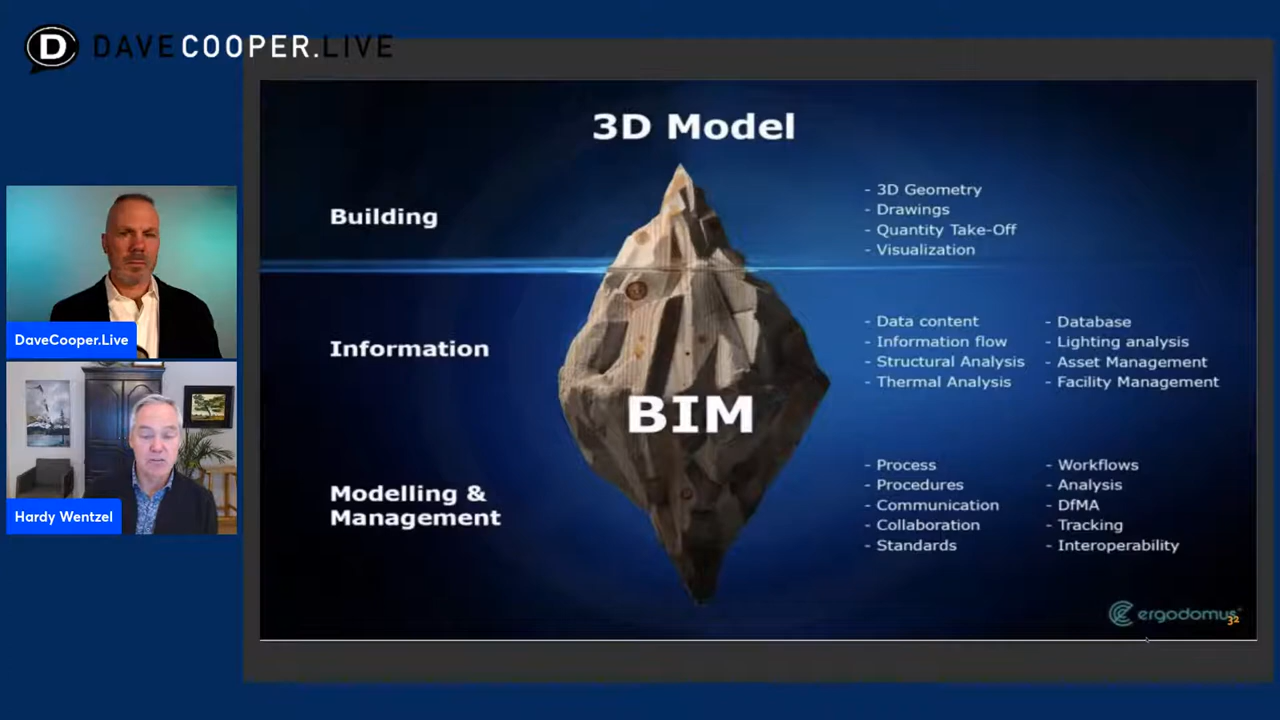 D DAVECOOPER.LIVE
3D Model
Building
- 3D Geometry
- Drawings
- Quantity Take-Off
- Visualization
Information
- Data content
- Information flow
- Structural Analysis
- Thermal Analysis
- Database
- Lighting analysis
- Asset Management
- Facility Management
BIM
Modelling &
Management
- Process
- Procedures
- Communication
- Collaboration
- Standards
- Workflows
- Analysis
- DfMA
- Tracking
- Interoperability
ergodomus
32
DaveCooper.Live
Hardy Wentzel